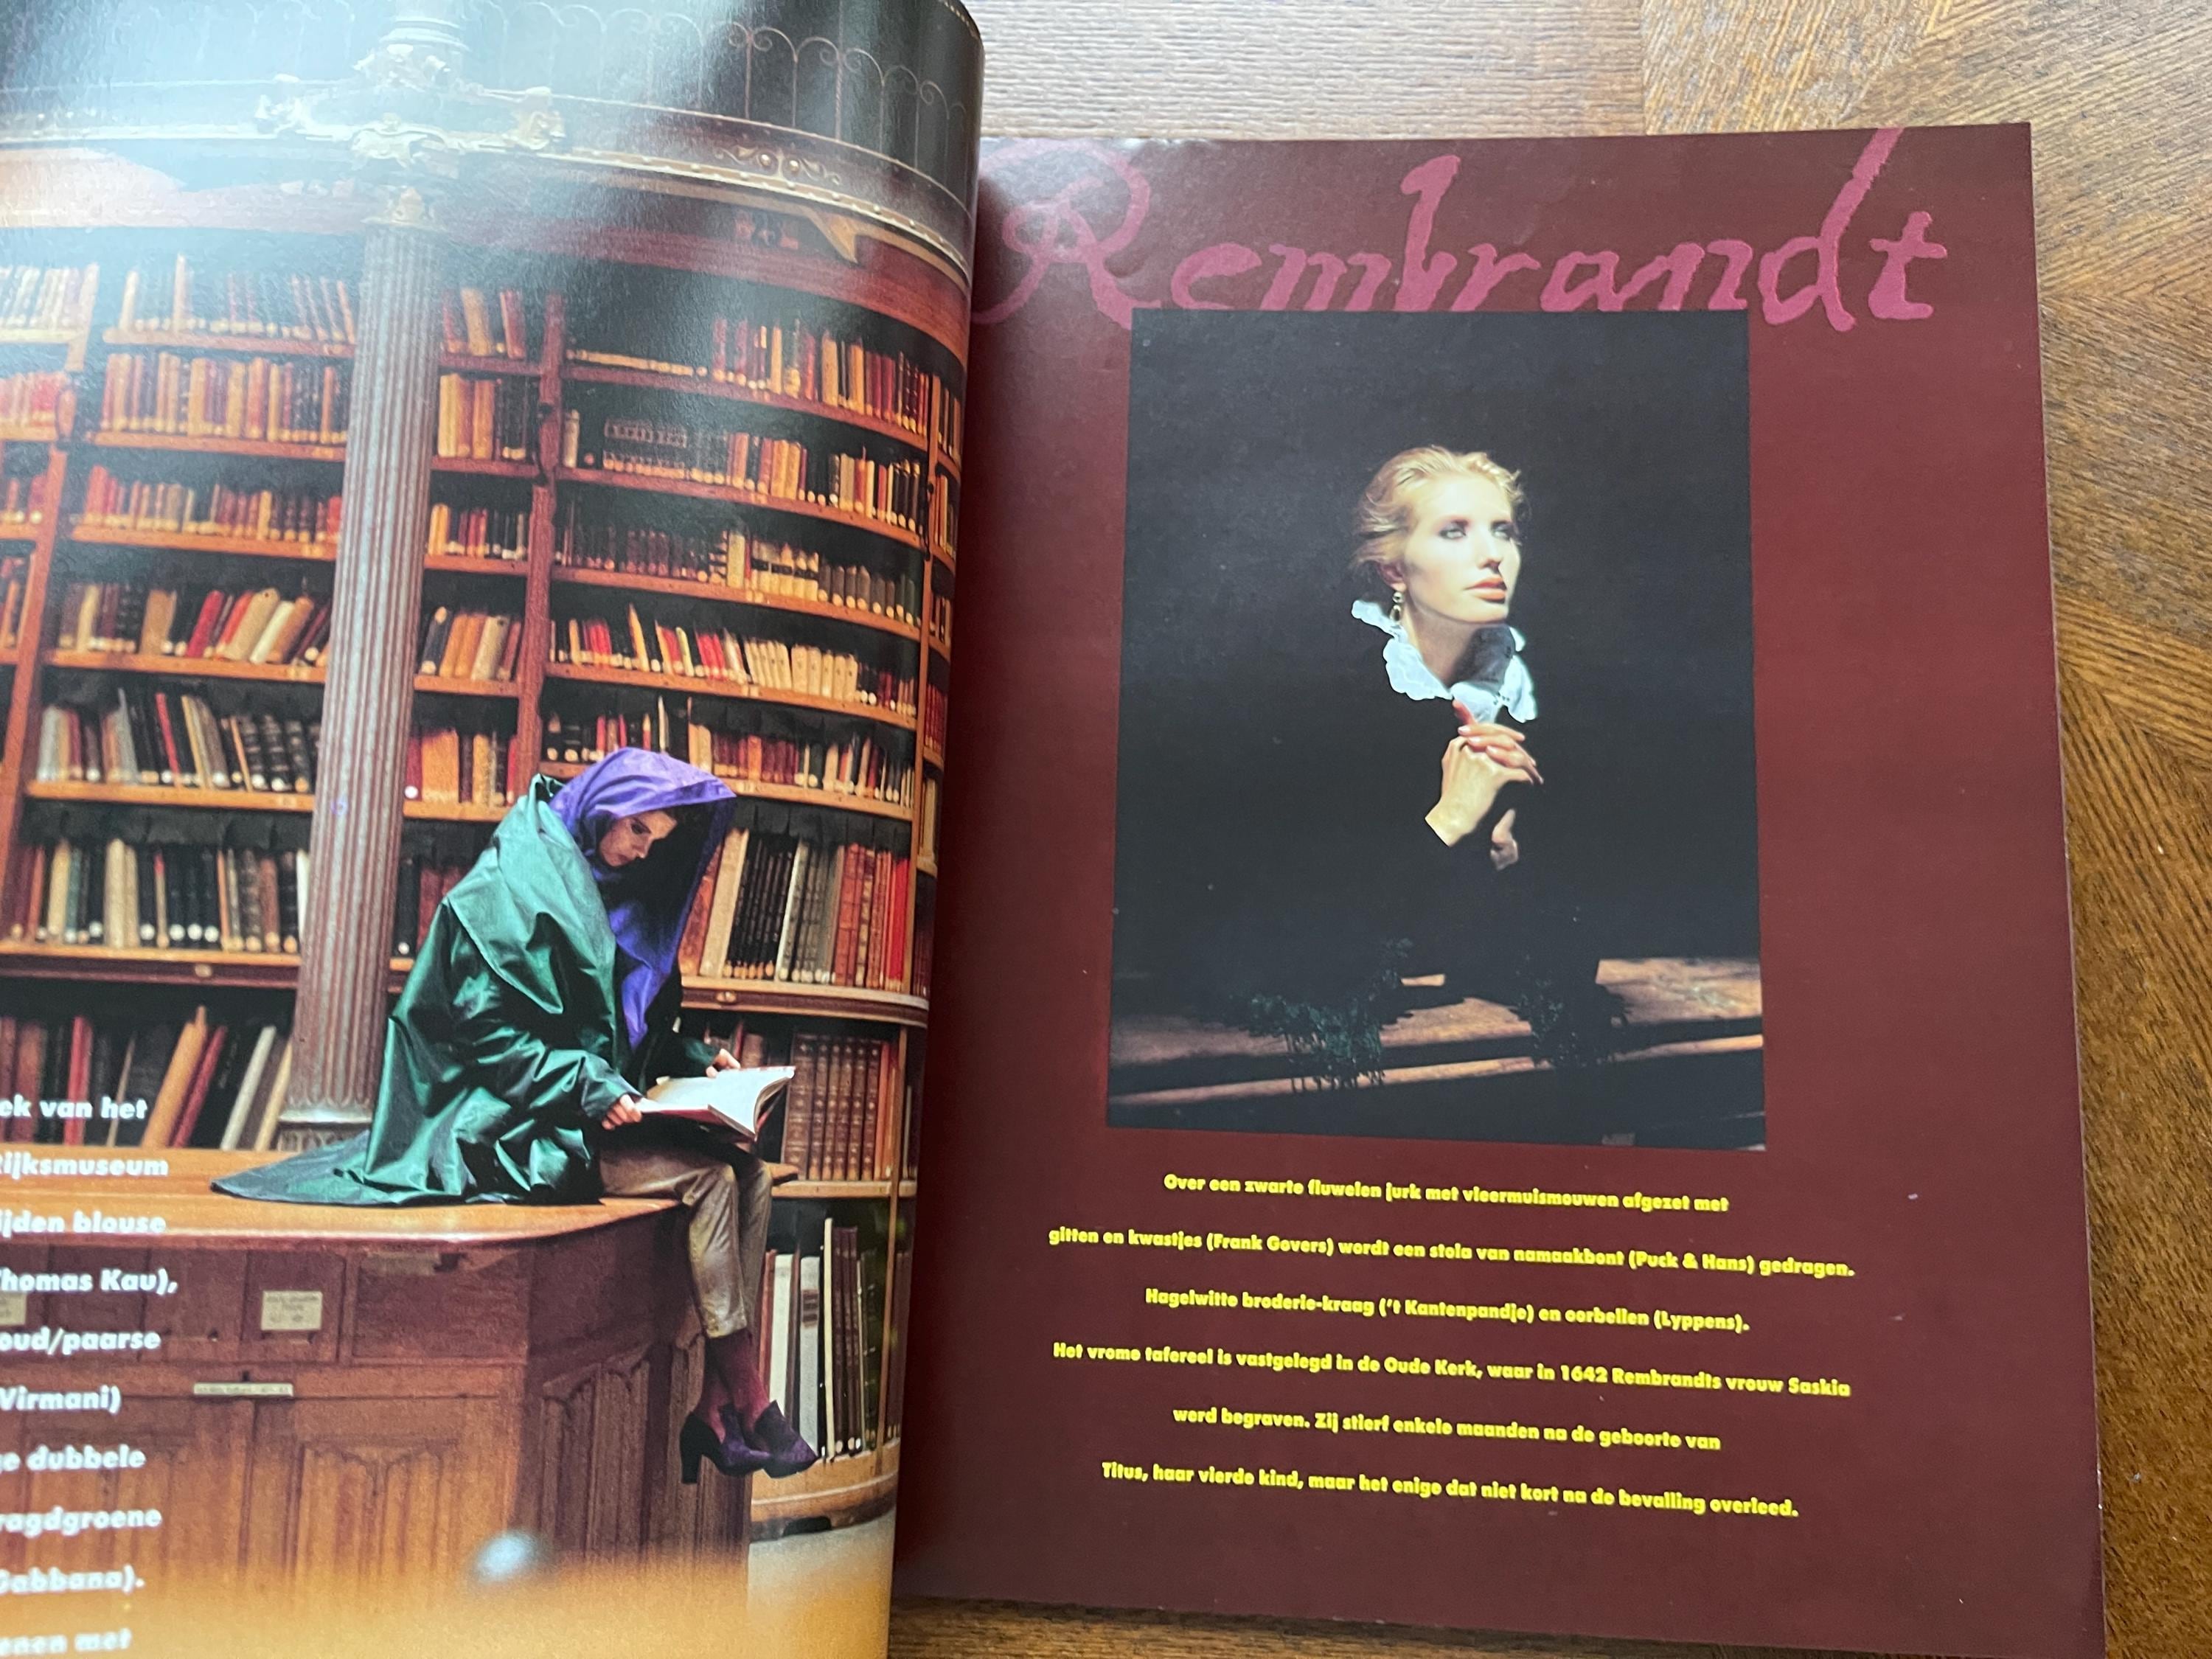 ek van het
Rijksmuseum
ijden blouse
Thomas Kau),
oud/paarse
Virmani)
ge dubbele
ragdgroene
Gabbana).
enen met
Rembrandt
Over een zwarte fluwelen jurk met vleermuismouwen afgezet met
gitten en kwastjes (Frank Govers) wordt een stola van namaakbont (Puck & Hans) gedragen.
Hagelwitte broderie-kraag ('t Kantenpandje) en oorbellen (Lyppens).
Het vrome tafereel is vastgelegd in de Oude Kerk, waar in 1642 Rembrandts vrouw Saskia
werd begraven. Zij stierf enkele maanden na de geboorte van
Titus, haar vierde kind, maar het enige dat niet kort na de bevalling overleed.